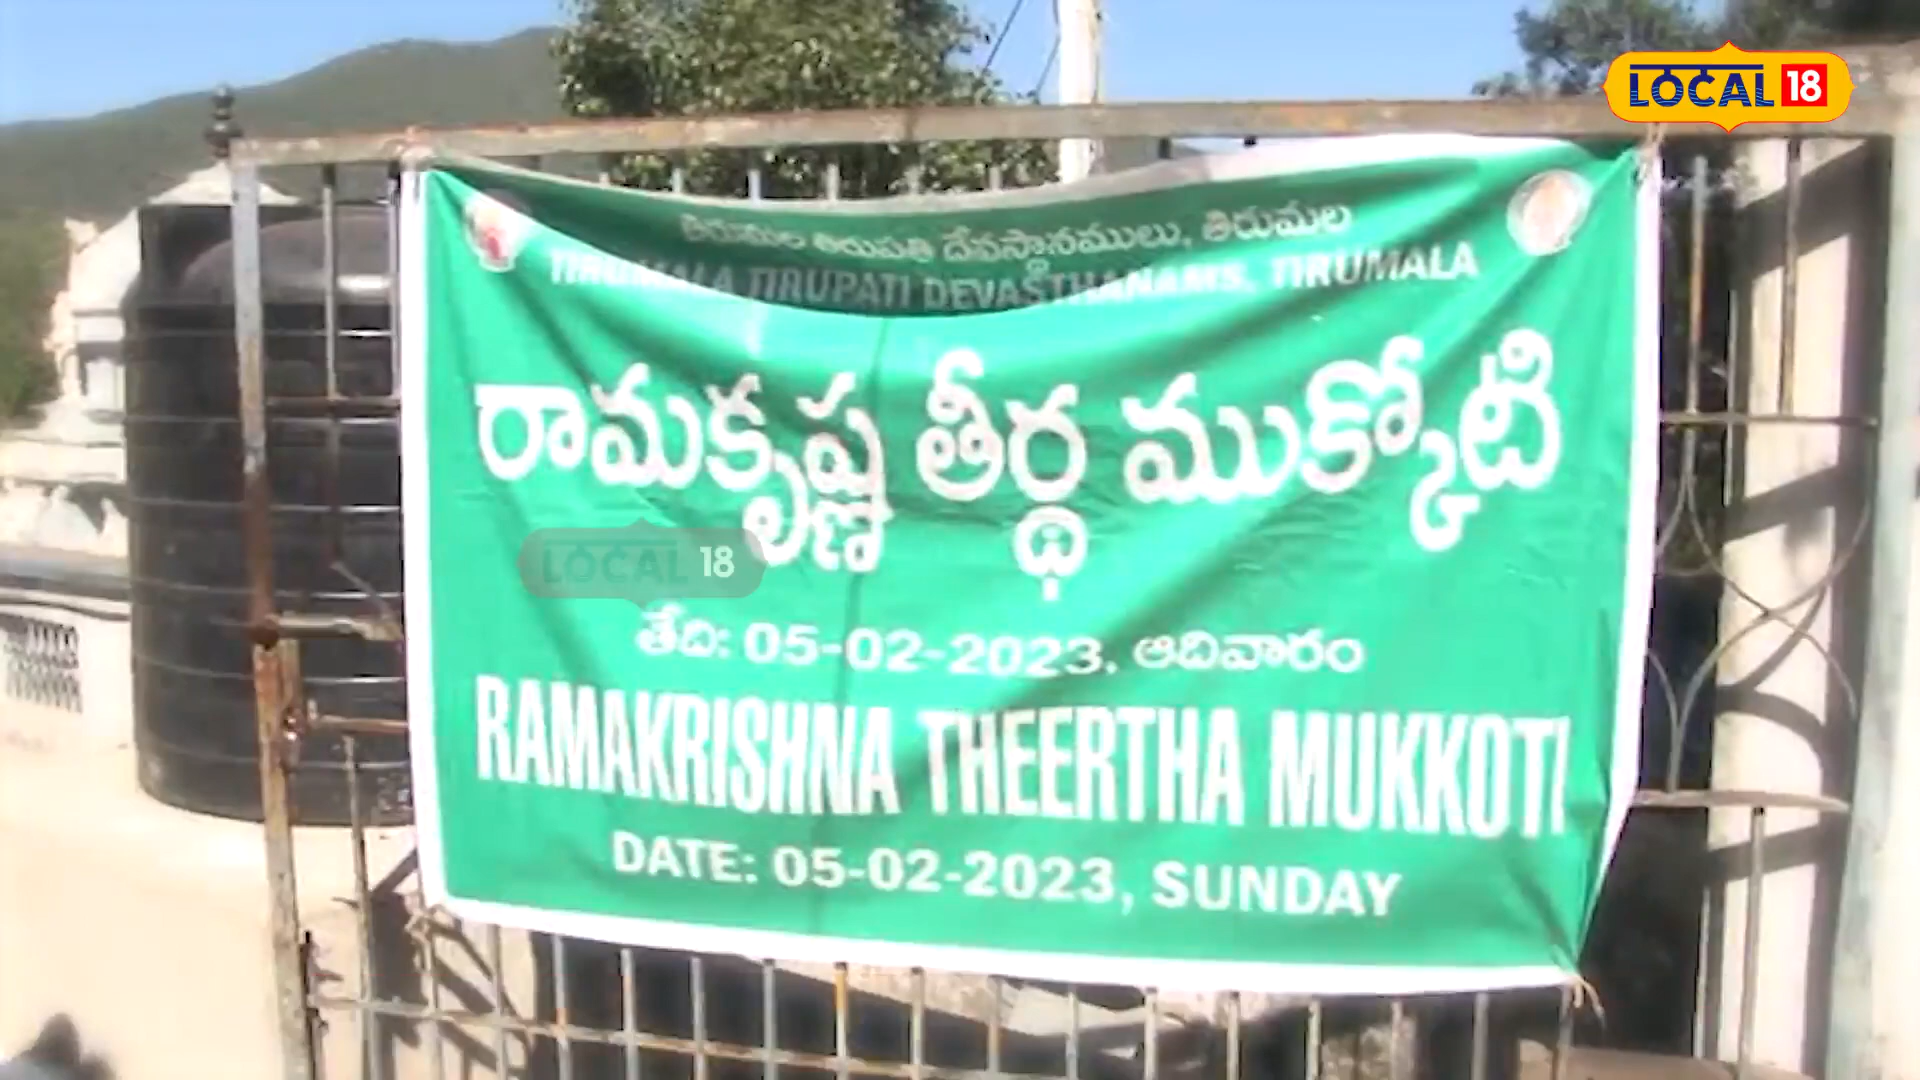 LOCAL 18
తిరుమల తిరుపతి దేవస్థానములు, తిరుమల
TIRUMALA TIRUPATI DEVASTHANAMS, TIRUMALA
రామకృష్ణ తీర్థ ముక్కోటి
LOCAL 18
తేది: 05-02-2023, ఆదివారం
RAMAKRISHNA THEERTHA MUKKOTI
DATE: 05-02-2023, SUNDAY